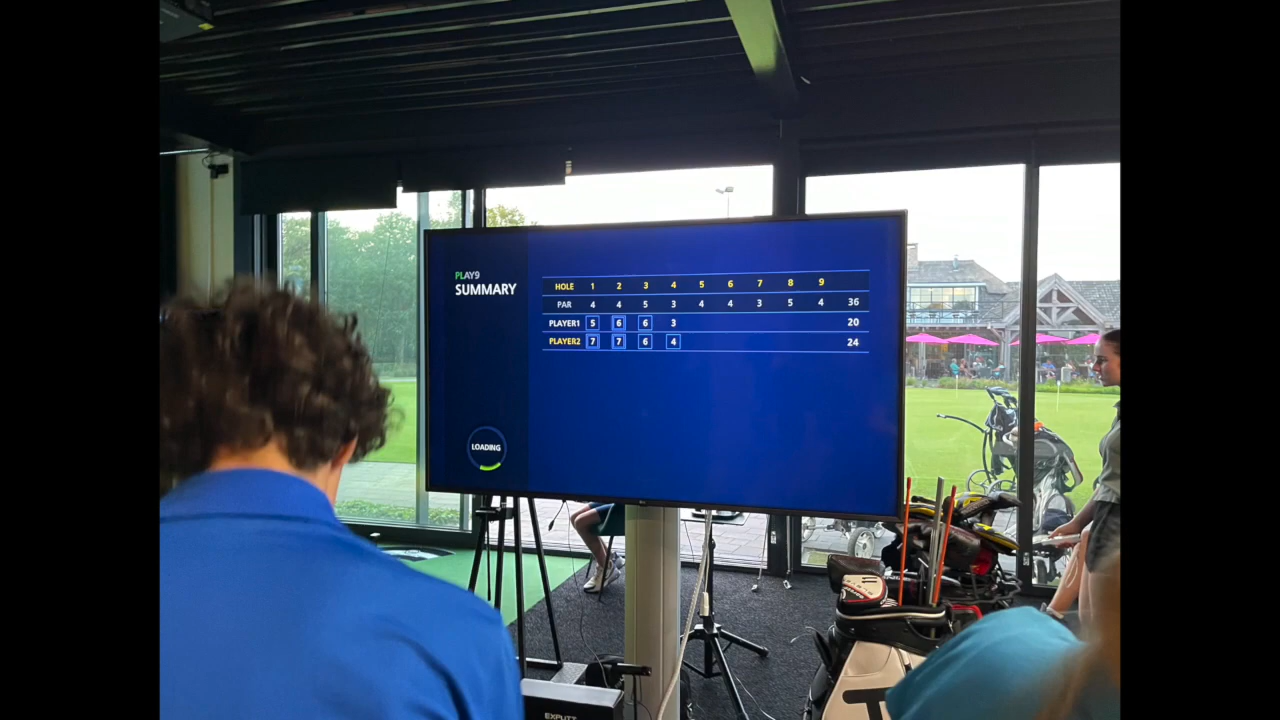 PLAY9
SUMMARY
HOLE 1 2 3 4 5 6 7 8 9
PAR 4 4 5 3 4 4 3 5 4 36
PLAYER1 5 6 6 3 20
PLAYER2 7 7 6 4 24
LOADING
EXPUTT